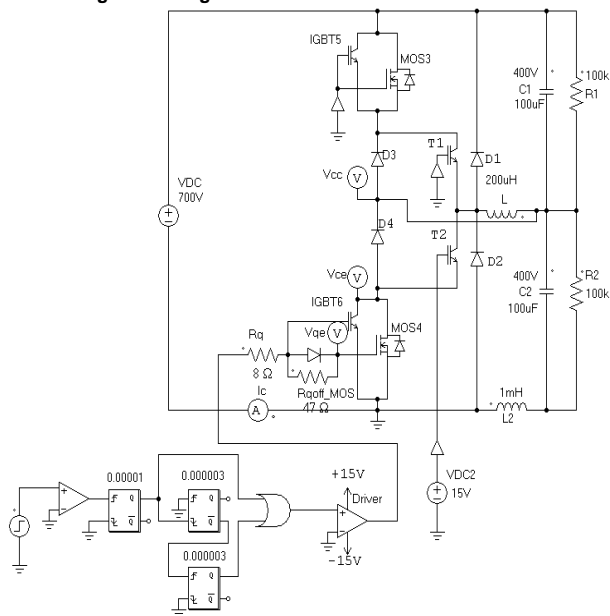 IGBT5
MOS3
400V
C1
100uF
100k
R1
D3
T1
D1
Vcc
V
200uH
L
VDC
700V
D4
T2
D2
R2
100k
400V
C2
100uF
Vce
V
IGBT6
MOS4
Vge
V
Rg
8 Ω
Rgoff_MOS
47 Ω
Ic
A
1mH
L2
0.00001
0.000003
+15V
Driver
VDC2
15V
-15V
Q
Q
Q
Q
0.000003
Q
Q